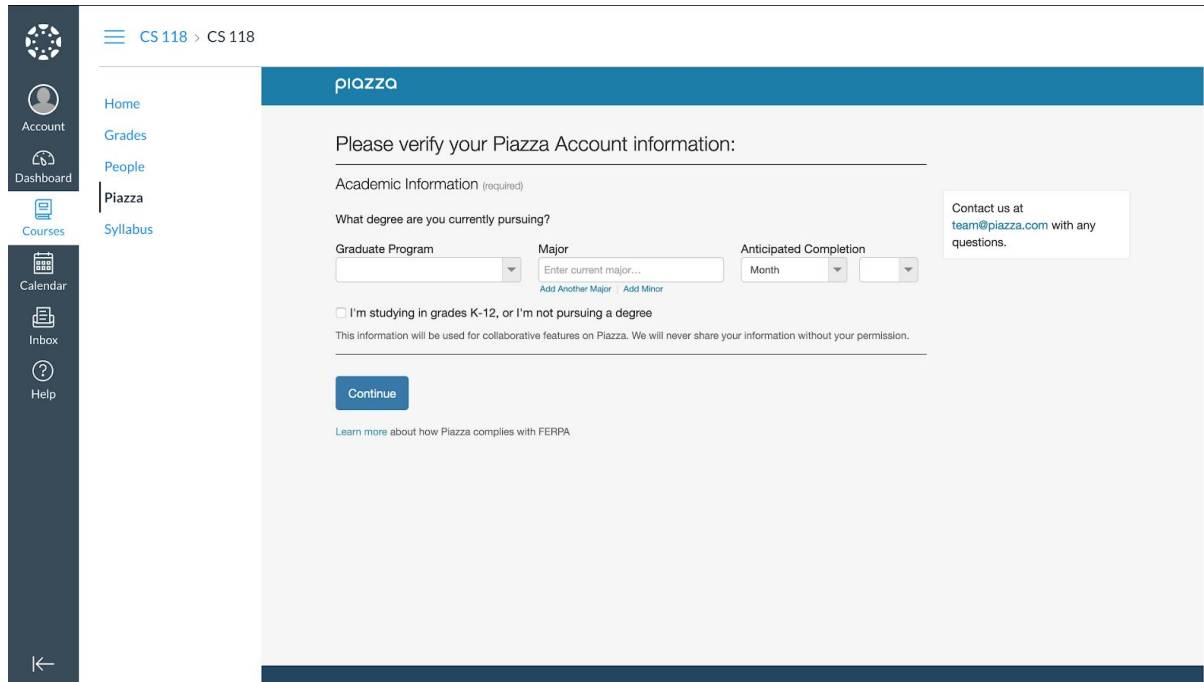 CS 118 > CS 118
Account
Dashboard
Courses
Calendar
Inbox
Help
Home
Grades
People
Piazza
Syllabus
piazza
Please verify your Piazza Account information:
Academic Information (required)
What degree are you currently pursuing?
Graduate Program Major Anticipated Completion
Enter current major... Month
Add Another Major | Add Minor
I'm studying in grades K-12, or I'm not pursuing a degree
This information will be used for collaborative features on Piazza. We will never share your information without your permission.
Continue
Learn more about how Piazza complies with FERPA
Contact us at
team@piazza.com with any
questions.